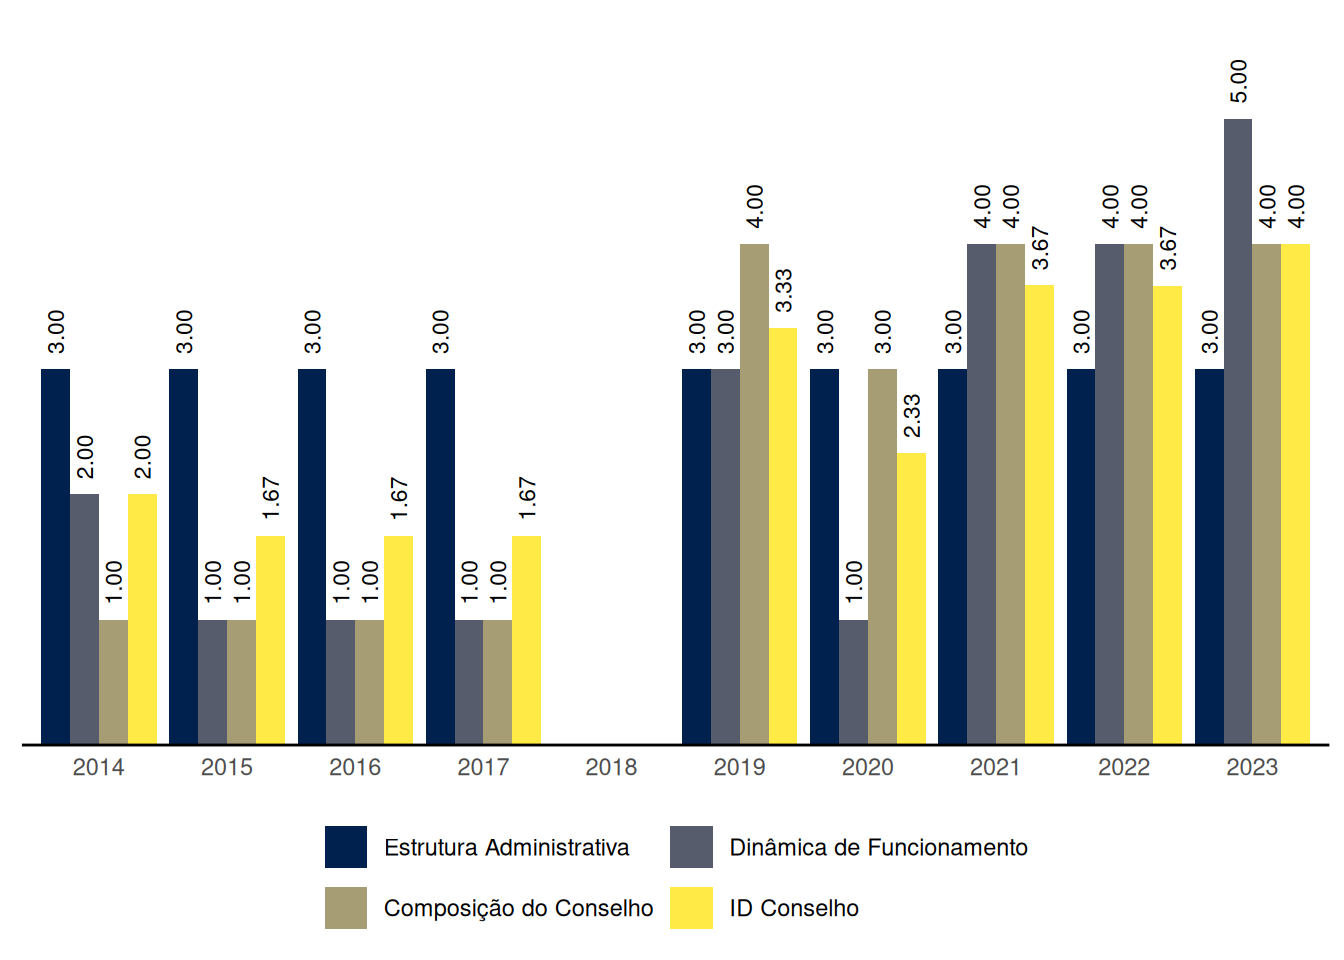 5.00
4.00 4.00 4.00 4.00 4.00 4.00 4.00
3.67 3.67
3.33
3.00 3.00 3.00 3.00 3.00 3.00 3.00 3.00 3.00 3.00 3.00
2.33
2.00 2.00
1.67 1.67 1.67
1.00 1.00 1.00 1.00 1.00 1.00 1.00 1.00
2014 2015 2016 2017 2018 2019 2020 2021 2022 2023
Estrutura Administrativa Dinâmica de Funcionamento
Composição do Conselho ID Conselho